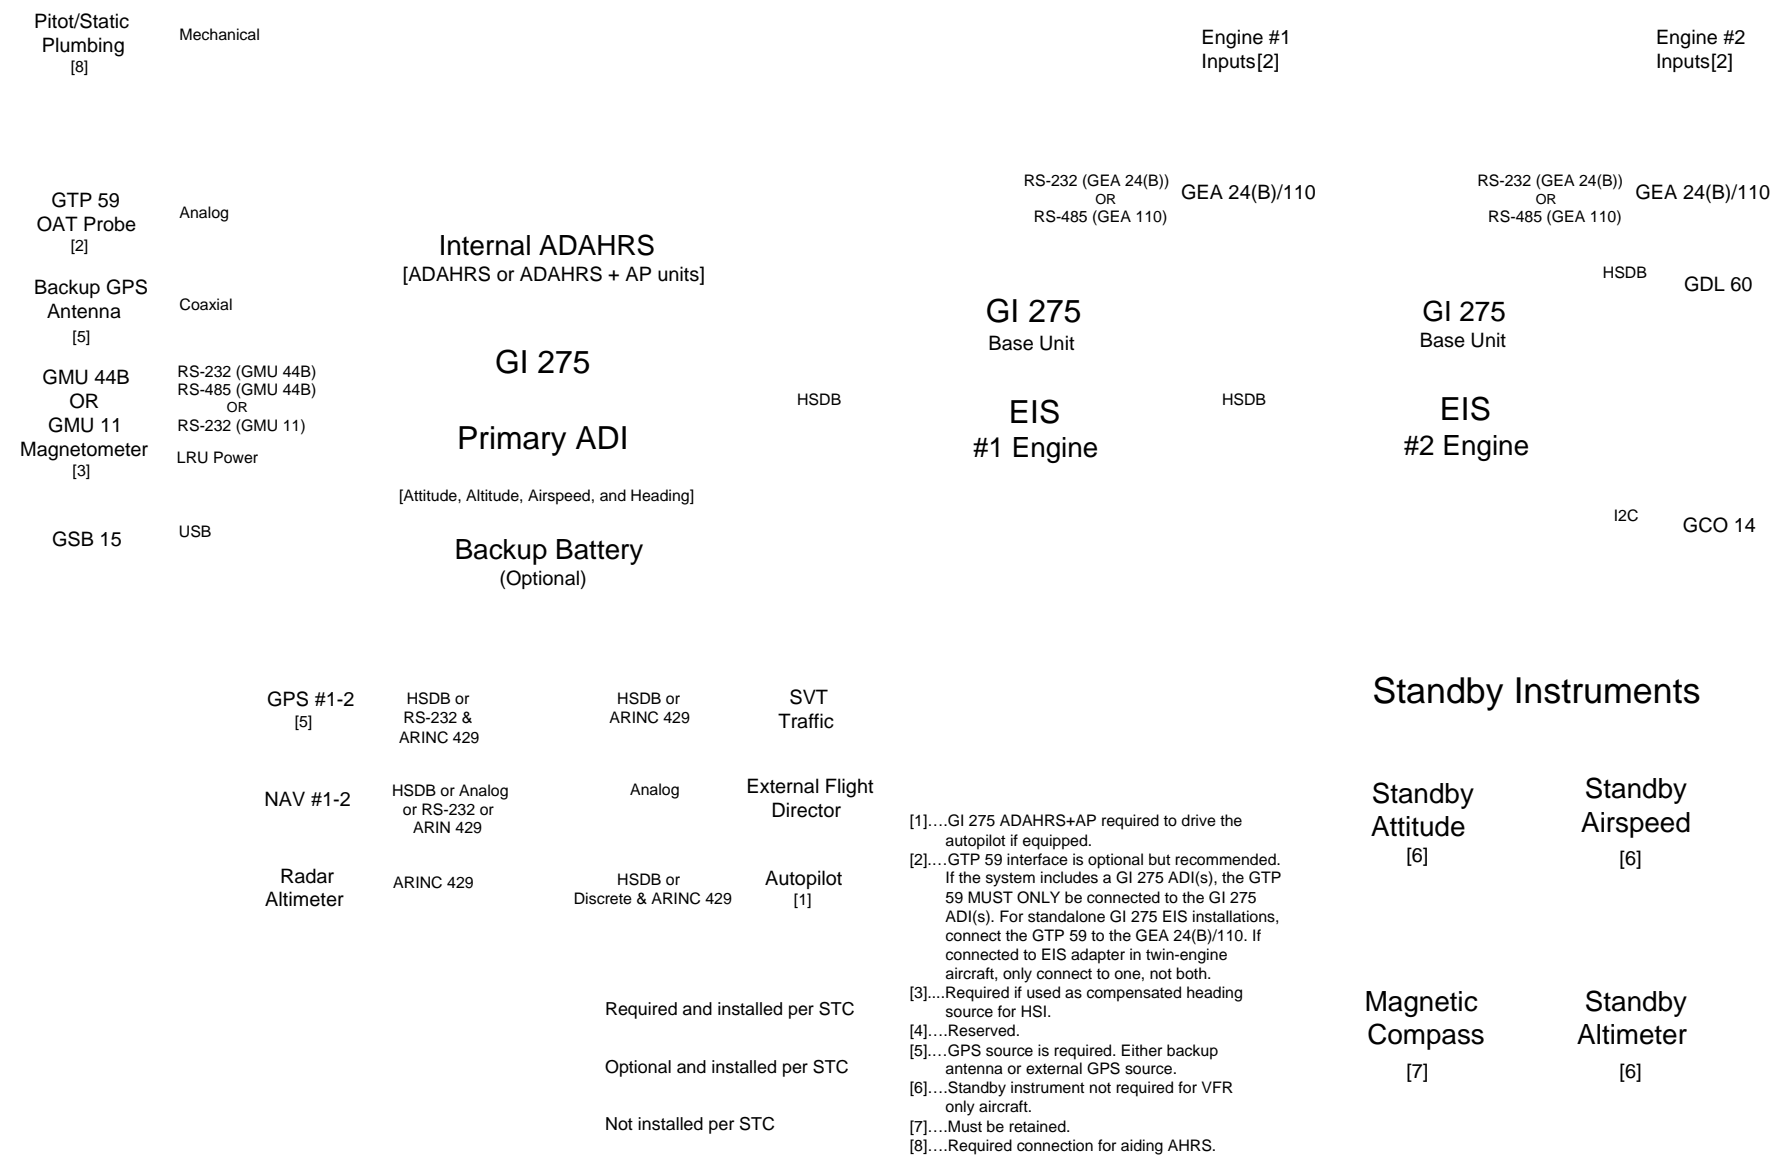 Pitot/Static
Plumbing
[8]
Mechanical
Engine #1
Inputs[2]
Engine #2
Inputs[2]
GTP 59
OAT Probe
[2]
Analog
Internal ADAHRS
[ADAHRS or ADAHRS + AP units]
RS-232 (GEA 24(B))
OR
RS-485 (GEA 110)
GEA 24(B)/110
RS-232 (GEA 24(B))
OR
RS-485 (GEA 110)
GEA 24(B)/110
Backup GPS
Antenna
[5]
Coaxial
HSDB
GDL 60
GI 275
Base Unit
GI 275
Base Unit
GI 275
GMU 44B
OR
GMU 11
Magnetometer
[3]
RS-232 (GMU 44B)
RS-485 (GMU 44B)
OR
RS-232 (GMU 11)
LRU Power
Primary ADI
[Attitude, Altitude, Airspeed, and Heading]
HSDB
EIS
#1 Engine
HSDB
EIS
#2 Engine
GSB 15
USB
Backup Battery
(Optional)
I2C
GCO 14
GPS #1-2
[5]
HSDB or
RS-232 &
ARINC 429
HSDB or
ARINC 429
SVT
Traffic
Standby Instruments
NAV #1-2
HSDB or Analog
or RS-232 or
ARIN 429
Analog
External Flight
Director
Standby
Attitude
[6]
Standby
Airspeed
[6]
Radar
Altimeter
ARINC 429
HSDB or
Discrete & ARINC 429
Autopilot
[1]
[1]....GI 275 ADAHRS+AP required to drive the
autopilot if equipped.
[2]....GTP 59 interface is optional but recommended.
If the system includes a GI 275 ADI(s), the GTP
59 MUST ONLY be connected to the GI 275
ADI(s). For standalone GI 275 EIS installations,
connect the GTP 59 to the GEA 24(B)/110. If
connected to EIS adapter in twin-engine
aircraft, only connect to one, not both.
[3]....Required if used as compensated heading
source for HSI.
[4]....Reserved.
[5]....GPS source is required. Either backup
antenna or external GPS source.
[6]....Standby instrument not required for VFR
only aircraft.
[7]....Must be retained.
[8]....Required connection for aiding AHRS.
Required and installed per STC
Optional and installed per STC
Not installed per STC
Magnetic
Compass
[7]
Standby
Altimeter
[6]